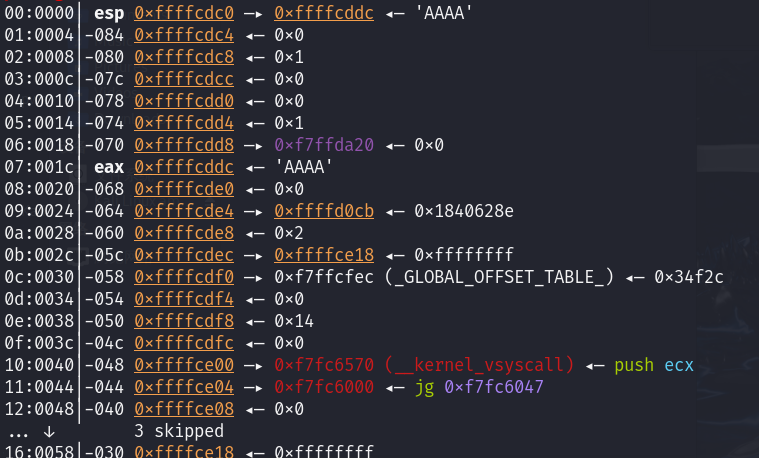 00:0000│ esp 0×ffffcdc0 —▸ 0×ffffcddc ◂— 'AAAA'
01:0004│-084 0×ffffcdc4 ◂— 0×0
02:0008│-080 0×ffffcdc8 ◂— 0×1
03:000c│-07c 0×ffffcdcc ◂— 0×0
04:0010│-078 0×ffffcdd0 ◂— 0×0
05:0014│-074 0×ffffcdd4 ◂— 0×1
06:0018│-070 0×ffffcdd8 —▸ 0×f7ffda20 ◂— 0×0
07:001c│ eax 0×ffffcddc ◂— 'AAAA'
08:0020│-068 0×ffffcde0 ◂— 0×0
09:0024│-064 0×ffffcde4 —▸ 0×ffffd0cb ◂— 0×1840628e
0a:0028│-060 0×ffffcde8 ◂— 0×2
0b:002c│-05c 0×ffffcdec —▸ 0×ffffce18 ◂— 0×ffffffff
0c:0030│-058 0×ffffcdf0 —▸ 0×f7ffcfec (_GLOBAL_OFFSET_TABLE_) ◂— 0×34f2c
0d:0034│-054 0×ffffcdf4 ◂— 0×0
0e:0038│-050 0×ffffcdf8 ◂— 0×14
0f:003c│-04c 0×ffffcdfc ◂— 0×0
10:0040│-048 0×ffffce00 —▸ 0×f7fc6570 (__kernel_vsyscall) ◂— push ecx
11:0044│-044 0×ffffce04 —▸ 0×f7fc6000 ◂— jg 0×f7fc6047
12:0048│-040 0×ffffce08 ◂— 0×0
... ↓ 3 skipped
16:0058│-030 0×ffffce18 ◂— 0×ffffffff